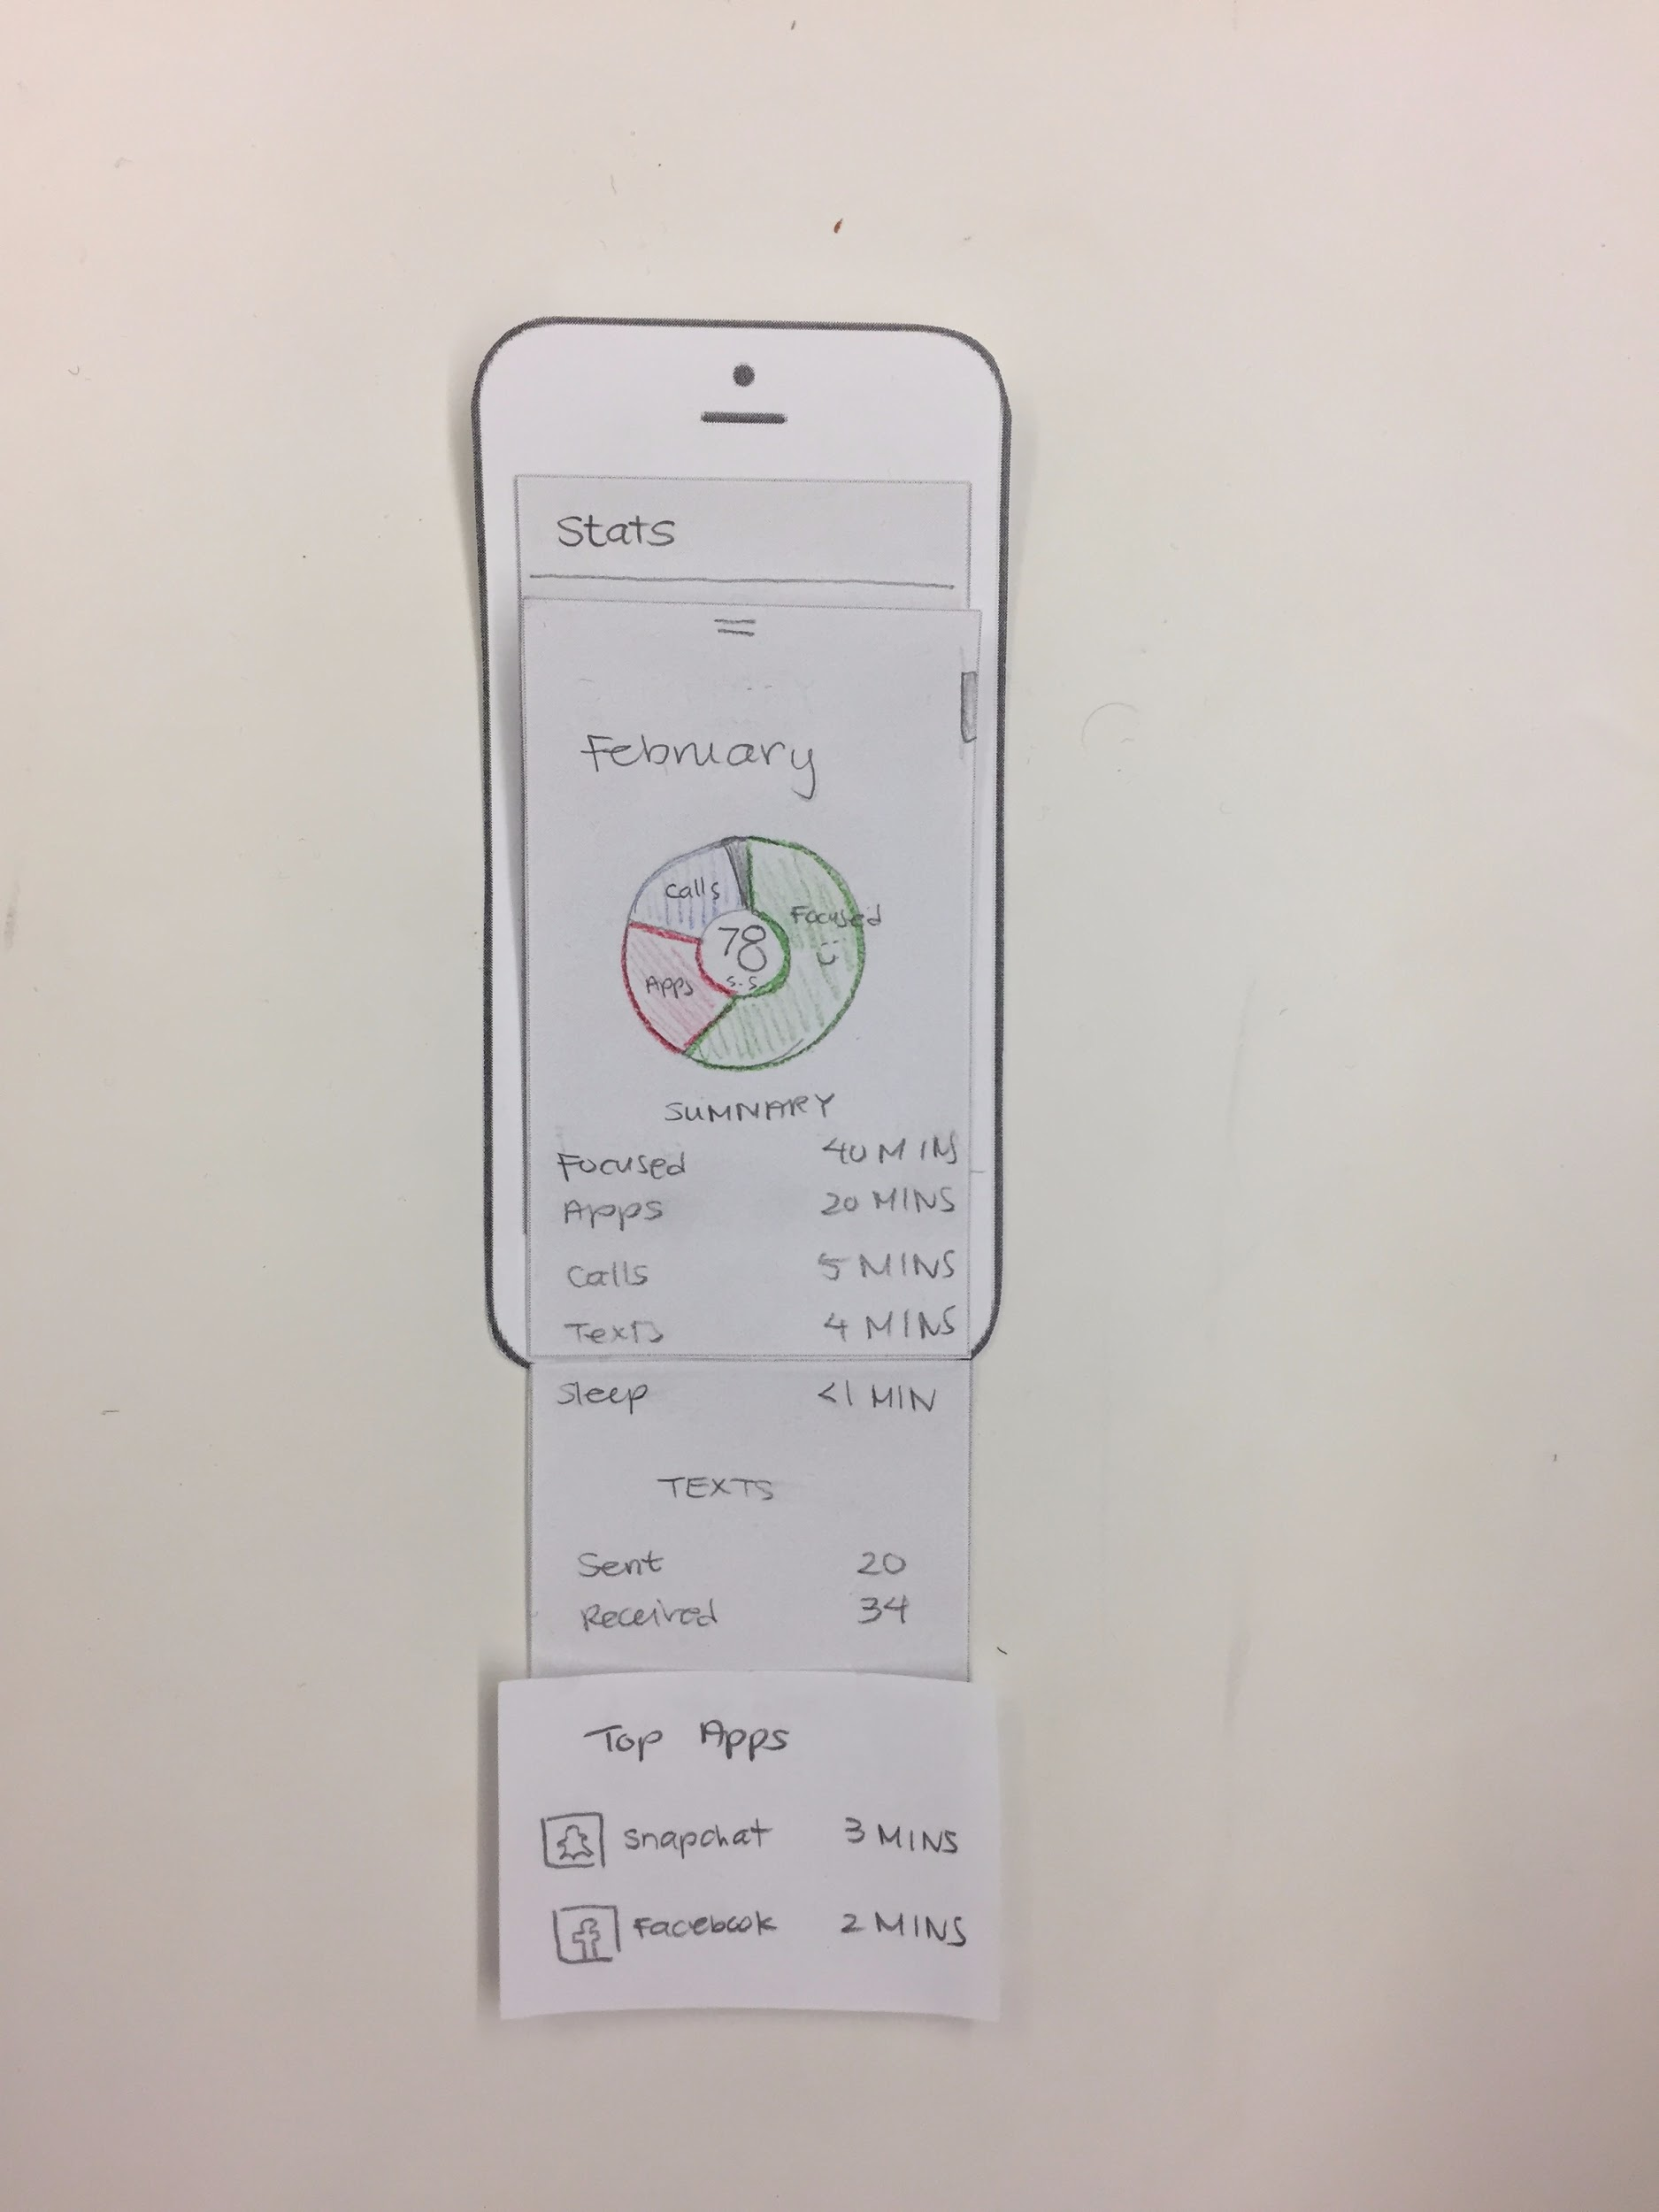 Stats
February
Calls
Focused
78
s.s
Apps
SUMNARY
Focused 40 MINS
Apps 20 MINS
Calls 5 MINS
Texts 4 MINS
Sleep <1 MIN
TEXTS
Sent 20
Received 34
Top Apps
snapchat 3 MINS
f Facebook 2 MINS